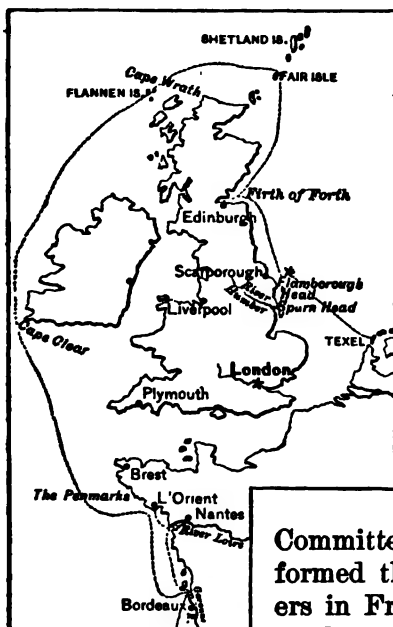 SHETLAND IS.
FAIR ISLE
Cape Wrath
FLANNEN IS.
Firth of Forth
Edinburgh
Scarborough
Flamborough
Head
River
Humber
Spurn Head
Liverpool
TEXEL
Cape Clear
London
Plymouth
Brest
The Penmarks
L'Orient
Nantes
River Loire
Bordeaux
Committe
formed th
ers in Fr